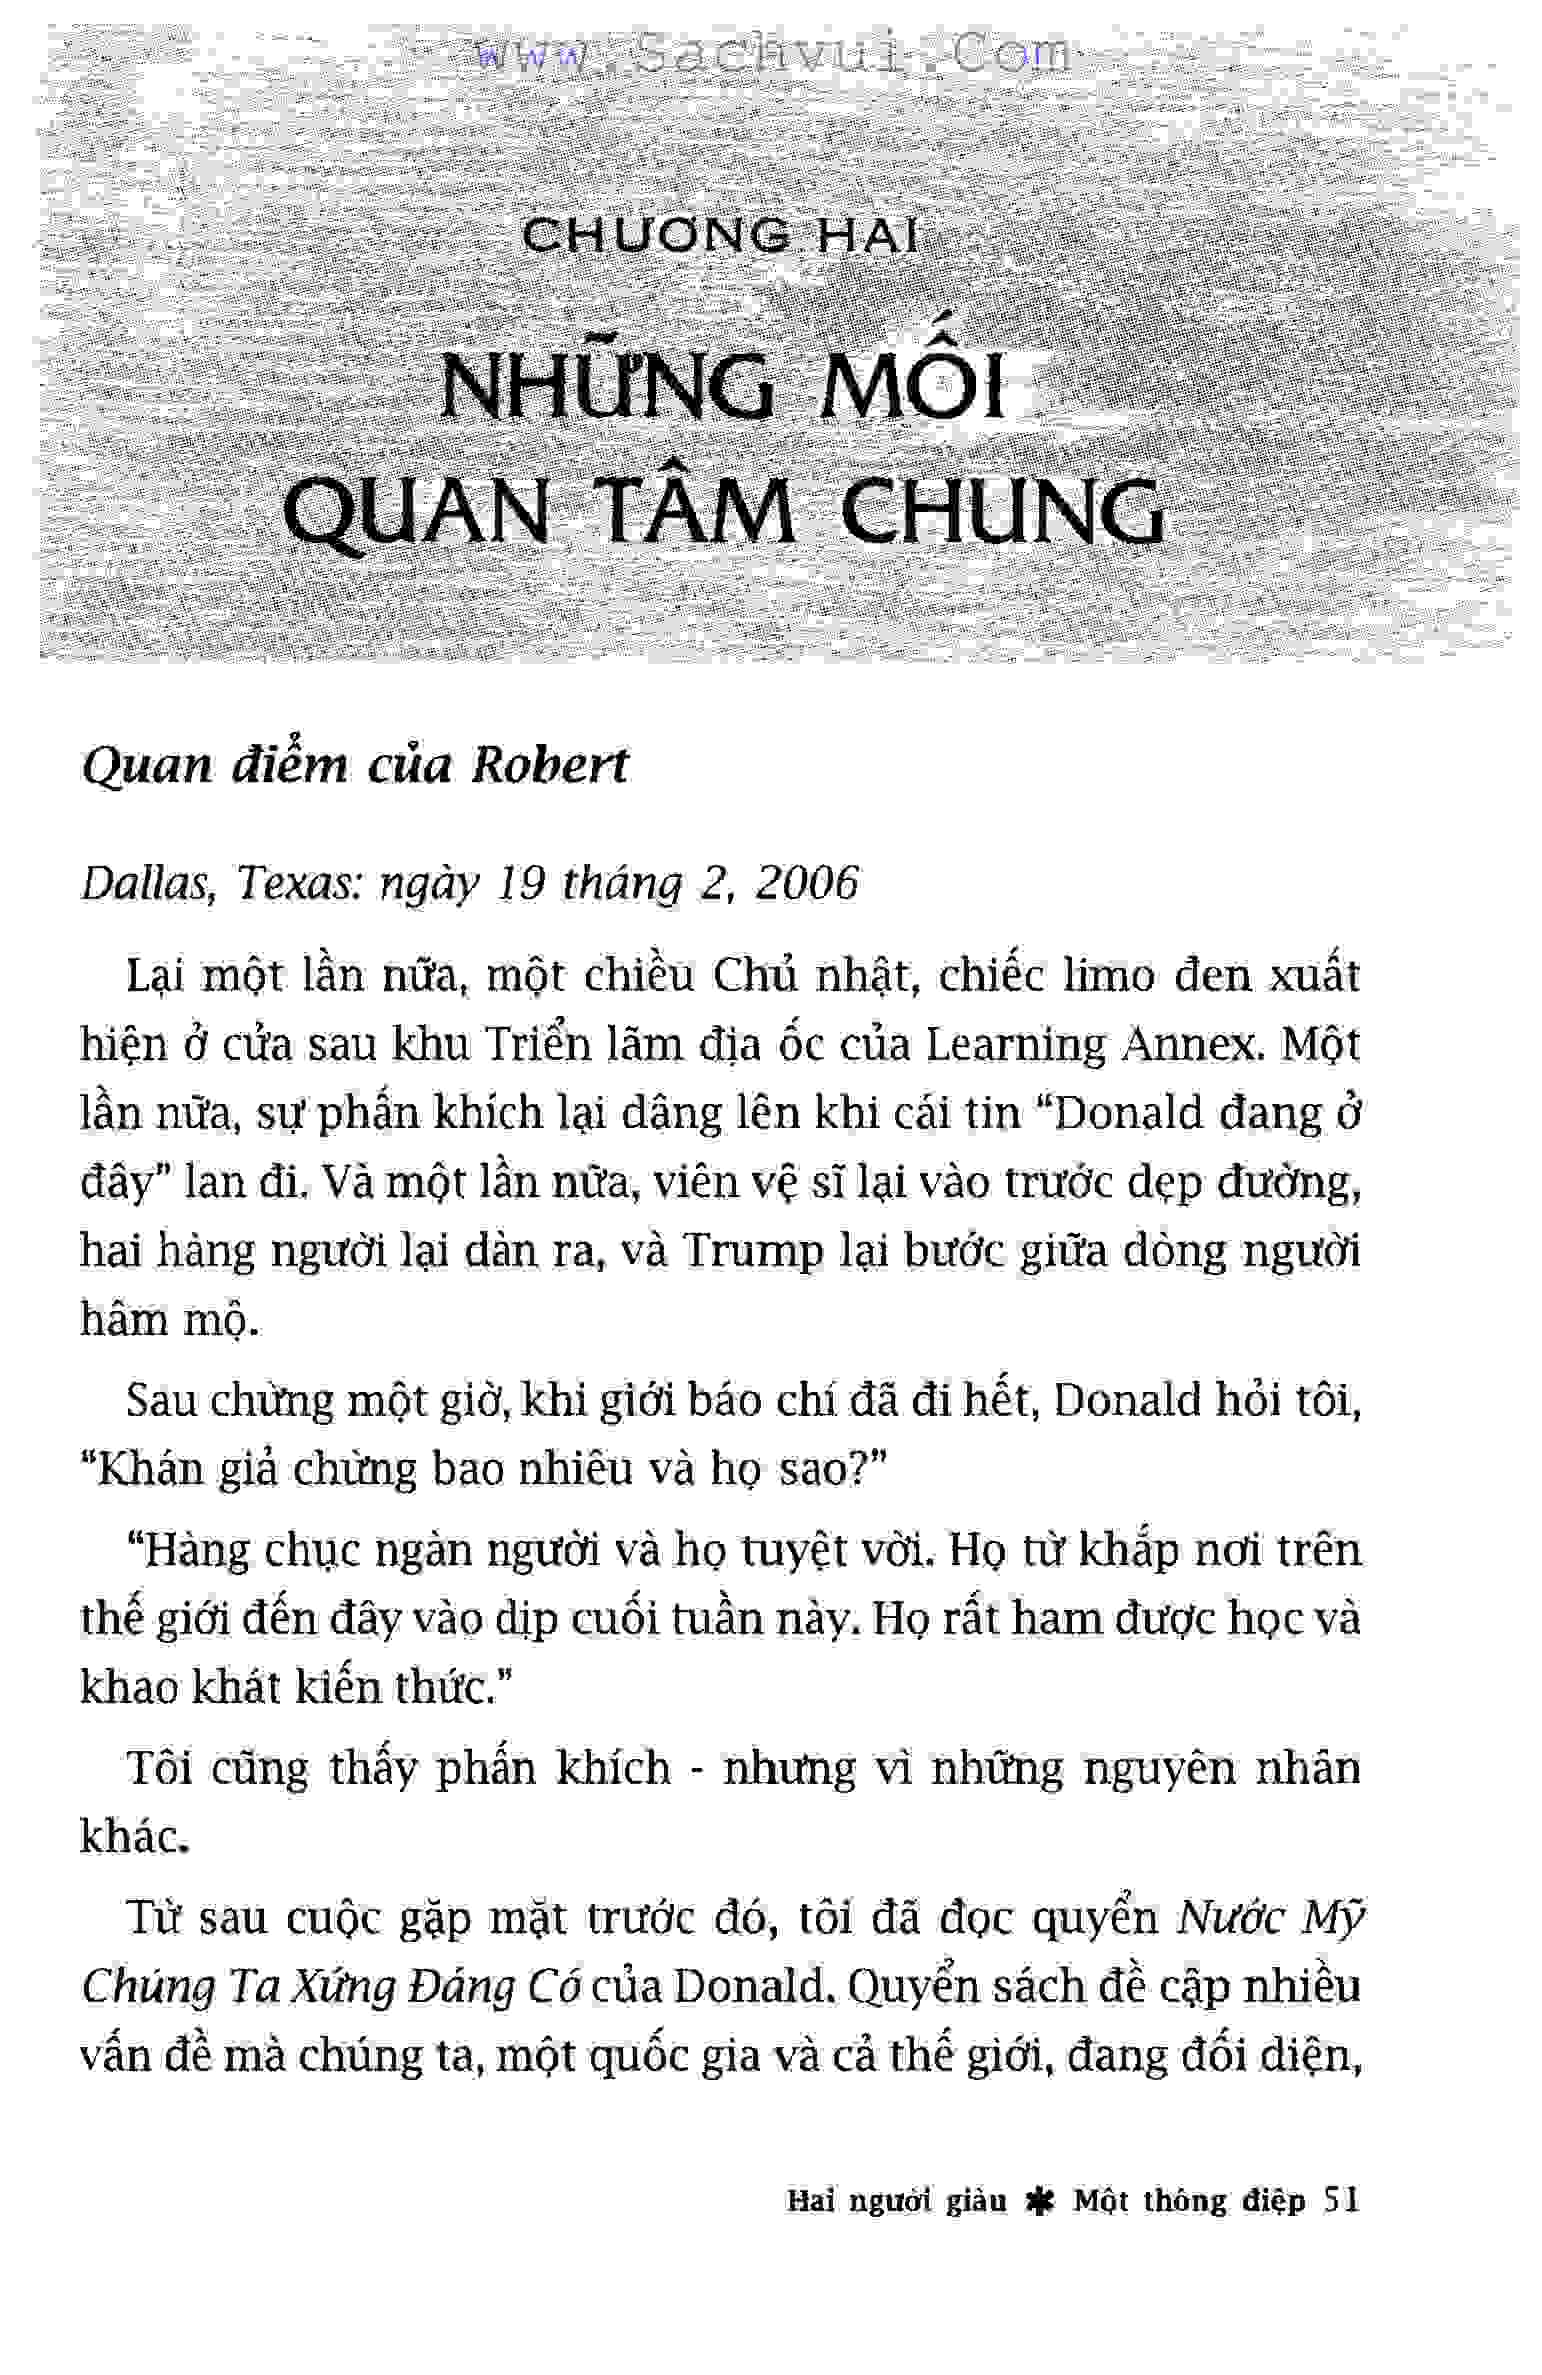 www.Sachvui.Com
CHƯƠNG HAI
NHỮNG MỐI
QUAN TÂM CHUNG
Quan điểm của Robert
Dallas, Texas: ngày 19 tháng 2, 2006
Lại một lần nữa, một chiều Chủ nhật, chiếc limo đen xuất
hiện ở cửa sau khu Triển lãm địa ốc của Learning Annex. Một
lần nữa, sự phấn khích lại dâng lên khi cái tin “Donald đang ở
đây” lan đi. Và một lần nữa, viên vệ sĩ lại vào trước dẹp đường,
hai hàng người lại dàn ra, và Trump lại bước giữa dòng người
hâm mộ.
Sau chừng một giờ, khi giới báo chí đã đi hết, Donald hỏi tôi,
“Khán giả chừng bao nhiêu và họ sao?”
“Hàng chục ngàn người và họ tuyệt vời. Họ từ khắp nơi trên
thế giới đến đây vào dịp cuối tuần này. Họ rất ham được học và
khao khát kiến thức.”
Tôi cũng thấy phấn khích - nhưng vì những nguyên nhân
khác.
Từ sau cuộc gặp mặt trước đó, tôi đã đọc quyển Nước Mỹ
Chúng Ta Xứng Đáng Có của Donald. Quyển sách đề cập nhiều
vấn đề mà chúng ta, một quốc gia và cả thế giới, đang đối diện,
Hai người giàu ✱ Một thông điệp 51